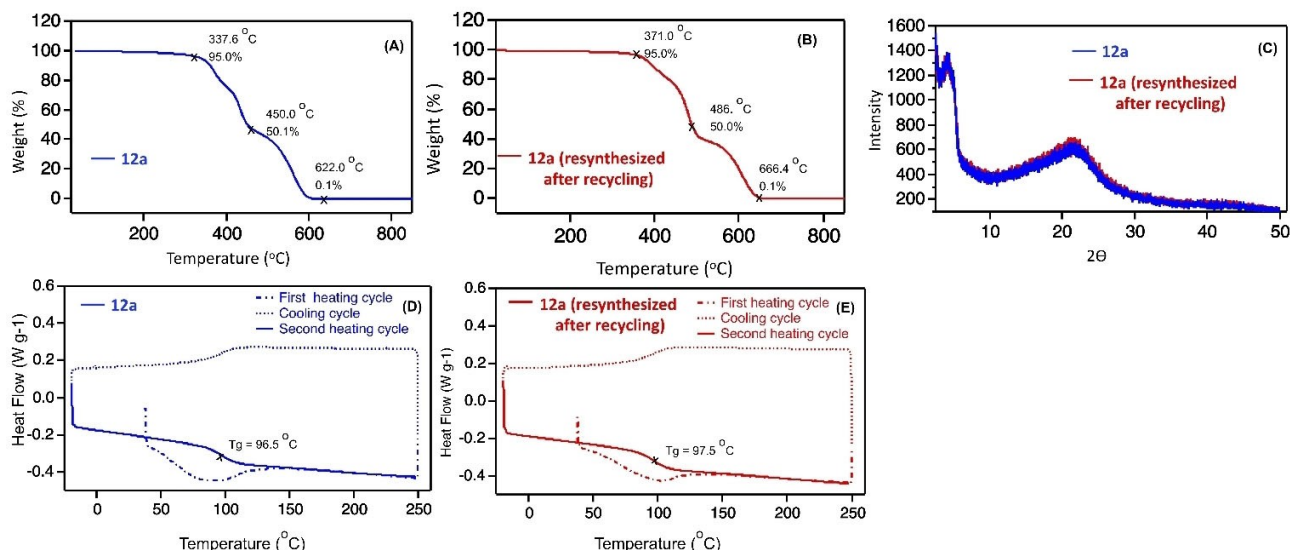 (A)
120
100
80
60
40
20
0
Weight (%)
337.6 °C
95.0%
450.0 °C
50.1%
622.0 °C
0.1%
12a
200 400 600 800
Temperature (°C)
(B)
120
100
80
60
40
20
0
Weight (% )
371.0 °C
95.0%
486. °C
50.0%
666.4 °C
0.1%
12a (resynthesized
after recycling)
200 400 600 800
Temperature (°C)
(C)
1600
1400
1200
1000
800
600
400
200
Intensity
12a
12a (resynthesized
after recycling)
10 20 30 40 50
2Θ
(D)
0.6
0.4
0.2
0.0
-0.2
-0.4
Heat Flow (W g-1)
12a
First heating cycle
Cooling cycle
Second heating cycle
Tg = 96.5 °C
0 50 100 150 200 250
Temperature (°C)
(E)
0.6
0.4
0.2
0.0
-0.2
-0.4
Heat Flow (W g-1)
12a (resynthesized
after recycling)
First heating cycle
Cooling cycle
Second heating cycle
Tg = 97.5 °C
0 50 100 150 200 250
Temperature (°C)